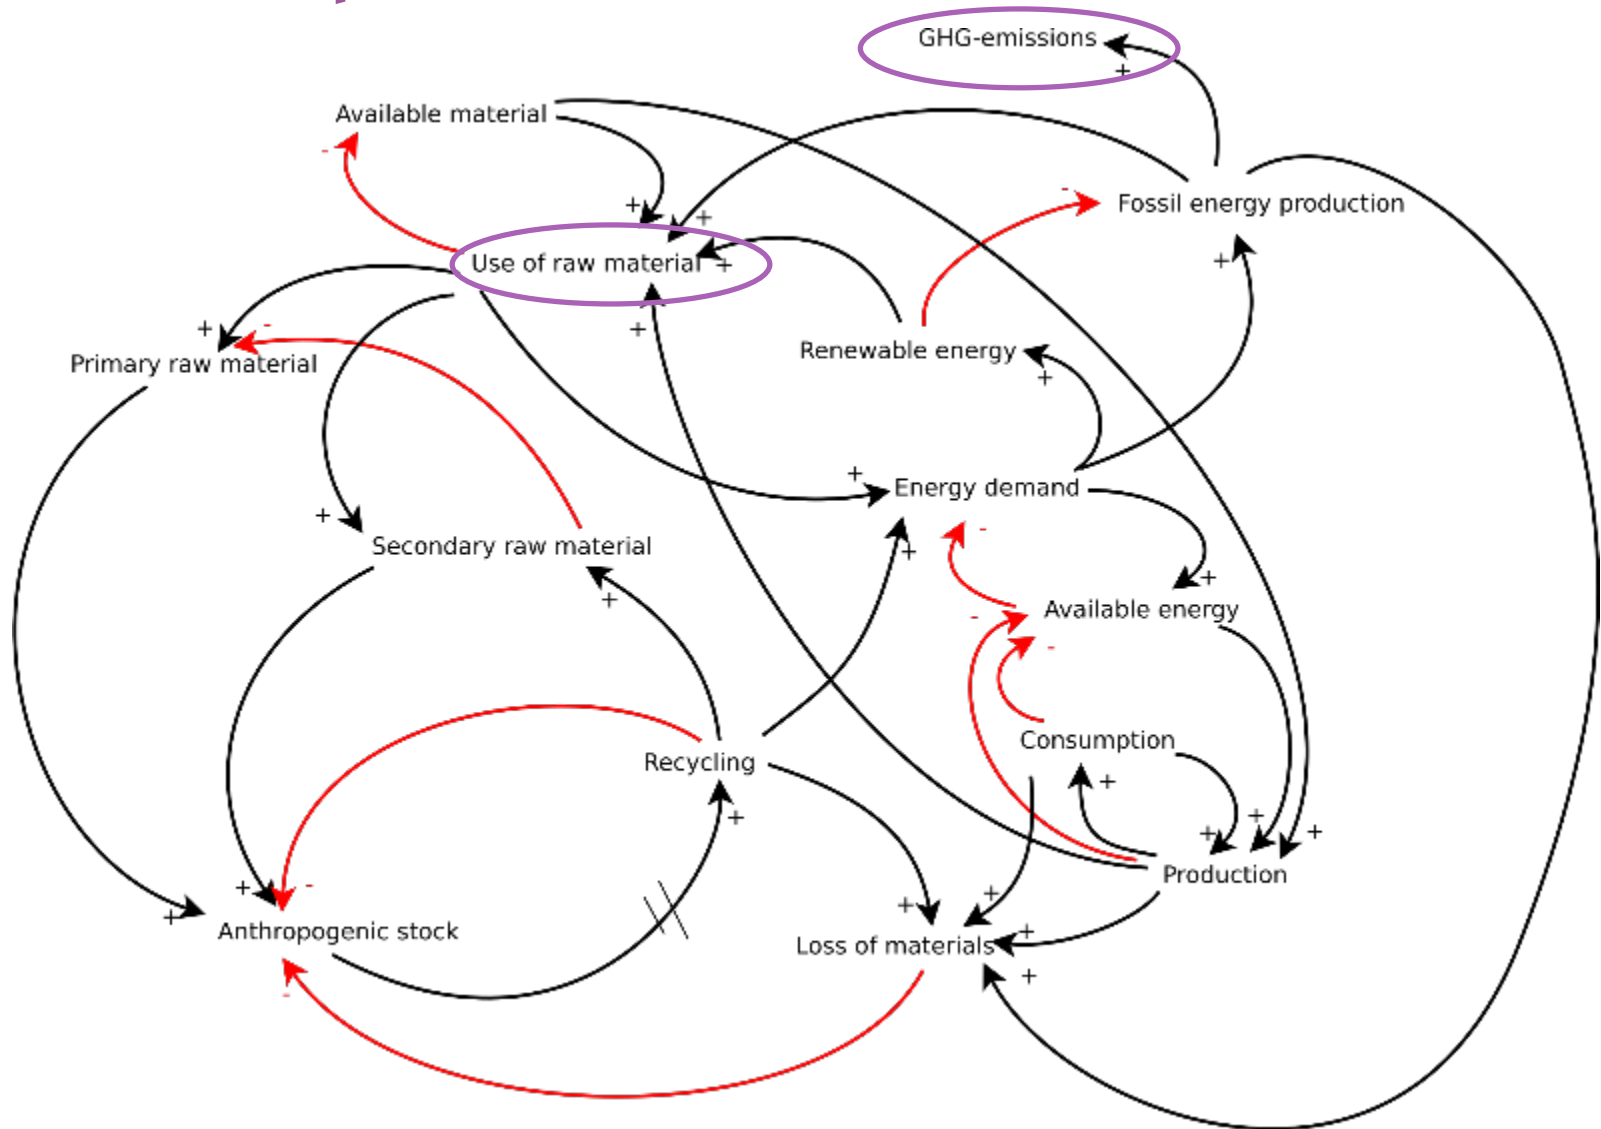 GHG-emissions
+
Available material
-
+
+
Fossil energy production
-
Use of raw material
+
+
+
+
-
Primary raw material
Renewable energy
+
+
Energy demand
+
-
Secondary raw material
+
+
+
Available energy
-
-
Consumption
+
Recycling
+
+
+
+
Production
+
-
+
+
+
Anthropogenic stock
+
Loss of materials
+
-